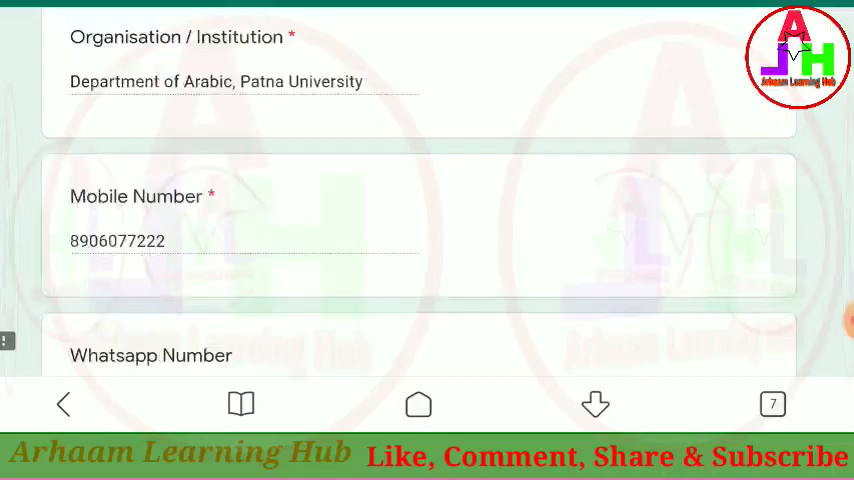 Organisation / Institution *
Department of Arabic, Patna University
A
L H
Arhaam Learning Hub
Mobile Number *
8906077222
Whatsapp Number
7
Arhaam Learning Hub Like, Comment, Share & Subscribe